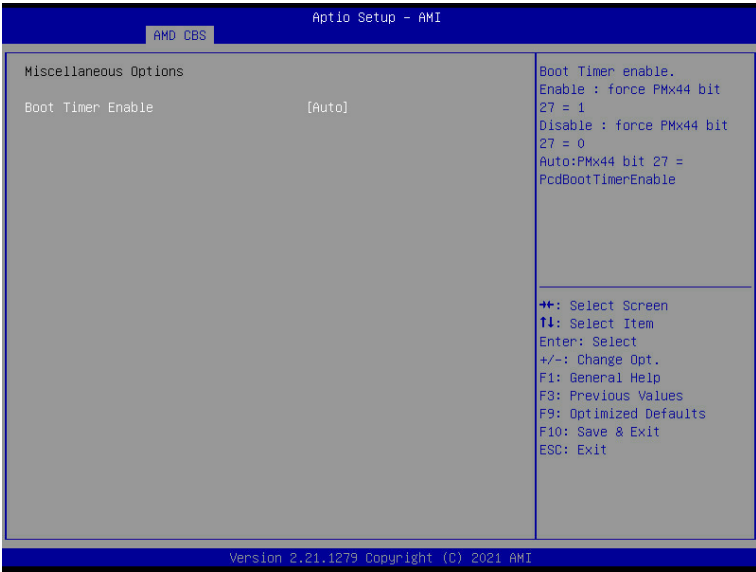 Aptio Setup – AMI
AMD CBS
Miscellaneous Options
Boot Timer Enable [Auto]
Boot Timer enable.
Enable : force PMx44 bit
27 = 1
Disable : force PMx44 bit
27 = 0
Auto:PMx44 bit 27 =
PcdBootTimerEnable
→←: Select Screen
↑↓: Select Item
Enter: Select
+/-: Change Opt.
F1: General Help
F3: Previous Values
F9: Optimized Defaults
F10: Save & Exit
ESC: Exit
Version 2.21.1279 Copyright (C) 2021 AMI